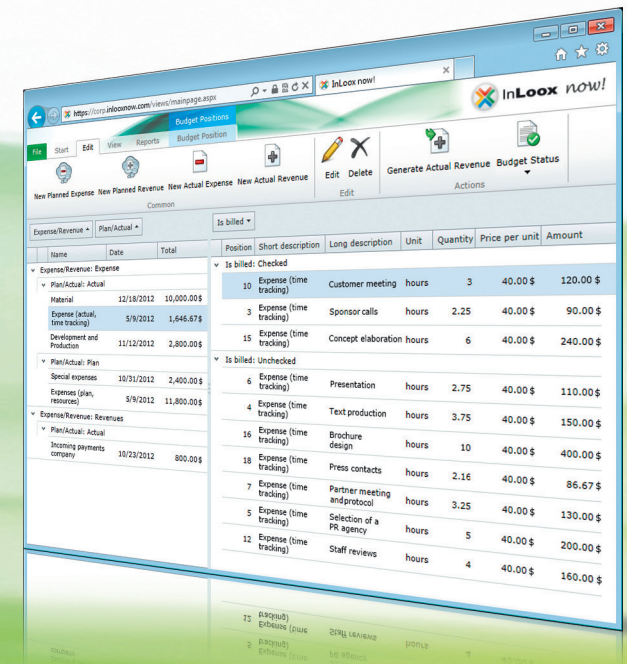 https://corp.inlooxnow.com/views/mainpage.aspx
InLoox now!
InLoox now!
Budget Positions
File Start Edit View Reports Budget Position
New Planned Expense New Planned Revenue New Actual Expense New Actual Revenue Edit Delete Generate Actual Revenue Budget Status
Common Edit Actions
Expense/Revenue Plan/Actual
Name Date Total
Expense/Revenue: Expense
Plan/Actual: Actual
Material 12/18/2012 10,000.00$
Expense (actual,
time tracking) 5/9/2012 1,646.67$
Development and
Production 11/12/2012 2,800.00$
Plan/Actual: Plan
Special expenses 10/31/2012 2,400.00$
Expenses (plan,
resources) 5/9/2012 11,800.00$
Expense/Revenue: Revenues
Plan/Actual: Actual
Incoming payments
company 10/23/2012 800.00$
Is billed
Position Short description Long description Unit Quantity Price per unit Amount
Is billed: Checked
10 Expense (time
tracking) Customer meeting hours 3 40.00$ 120.00$
3 Expense (time
tracking) Sponsor calls hours 2.25 40.00$ 90.00$
15 Expense (time
tracking) Concept elaboration hours 6 40.00$ 240.00$
Is billed: Unchecked
6 Expense (time
tracking) Presentation hours 2.75 40.00$ 110.00$
4 Expense (time
tracking) Text production hours 3.75 40.00$ 150.00$
16 Expense (time
tracking) Brochure
design hours 10 40.00$ 400.00$
18 Expense (time
tracking) Press contacts hours 2.16 40.00$ 86.67$
7 Expense (time
tracking) Partner meeting
andprotocol hours 3.25 40.00$ 130.00$
5 Expense (time
tracking) Selection of a
PR agency hours 5 40.00$ 200.00$
12 Expense (time
tracking) Staff reviews hours 4 40.00$ 160.00$